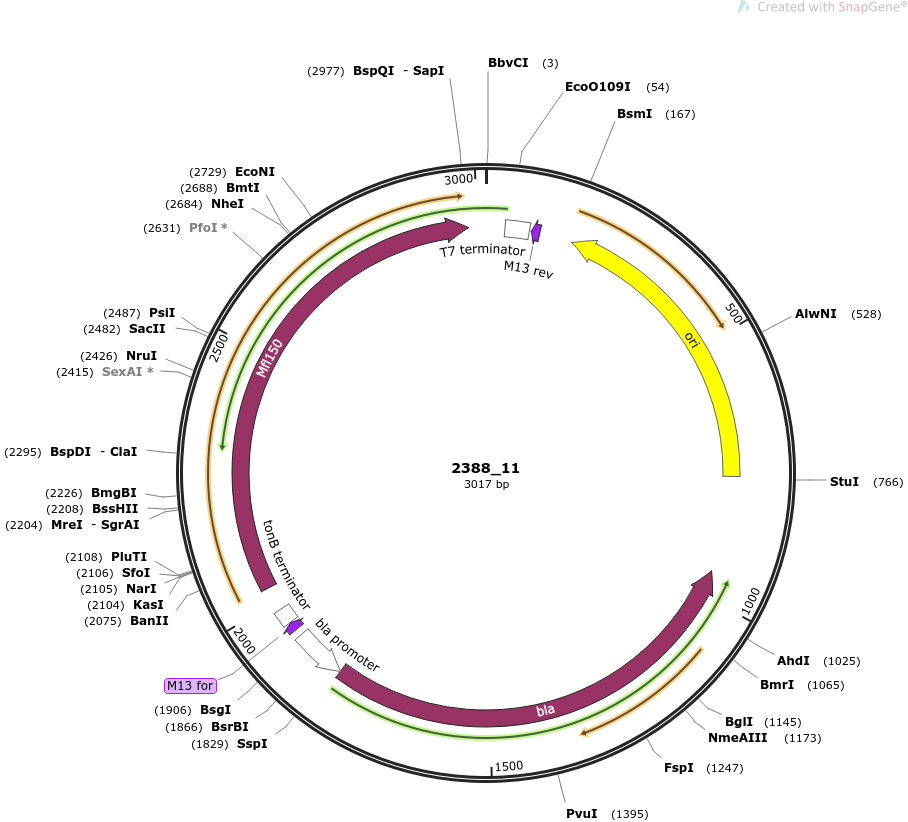 Created with SnapGene®
(2977) BspQI - SapI
BbvCI (3)
EcoO109I (54)
BsmI (167)
3000
(2729) EcoNI
(2688) BmtI
(2684) NheI
(2631) PfoI *
T7 terminator
M13 rev
(2487) PsiI
(2482) SacII
2500
500
AlwNI (528)
ori
Mfl150
(2426) NruI
(2415) SexAI *
(2295) BspDI - ClaI
2388_11
3017 bp
StuI (766)
(2226) BmgBI
(2208) BssHII
(2204) MreI - SgrAI
(2108) PluTI
(2106) SfoI
(2105) NarI
(2104) KasI
(2075) BanII
tonB terminator
bla promoter
2000
1000
M13 for
AhdI (1025)
BmrI (1065)
(1906) BsgI
(1866) BsrBI
(1829) SspI
bla
BglI (1145)
NmeAIII (1173)
1500
FspI (1247)
PvuI (1395)